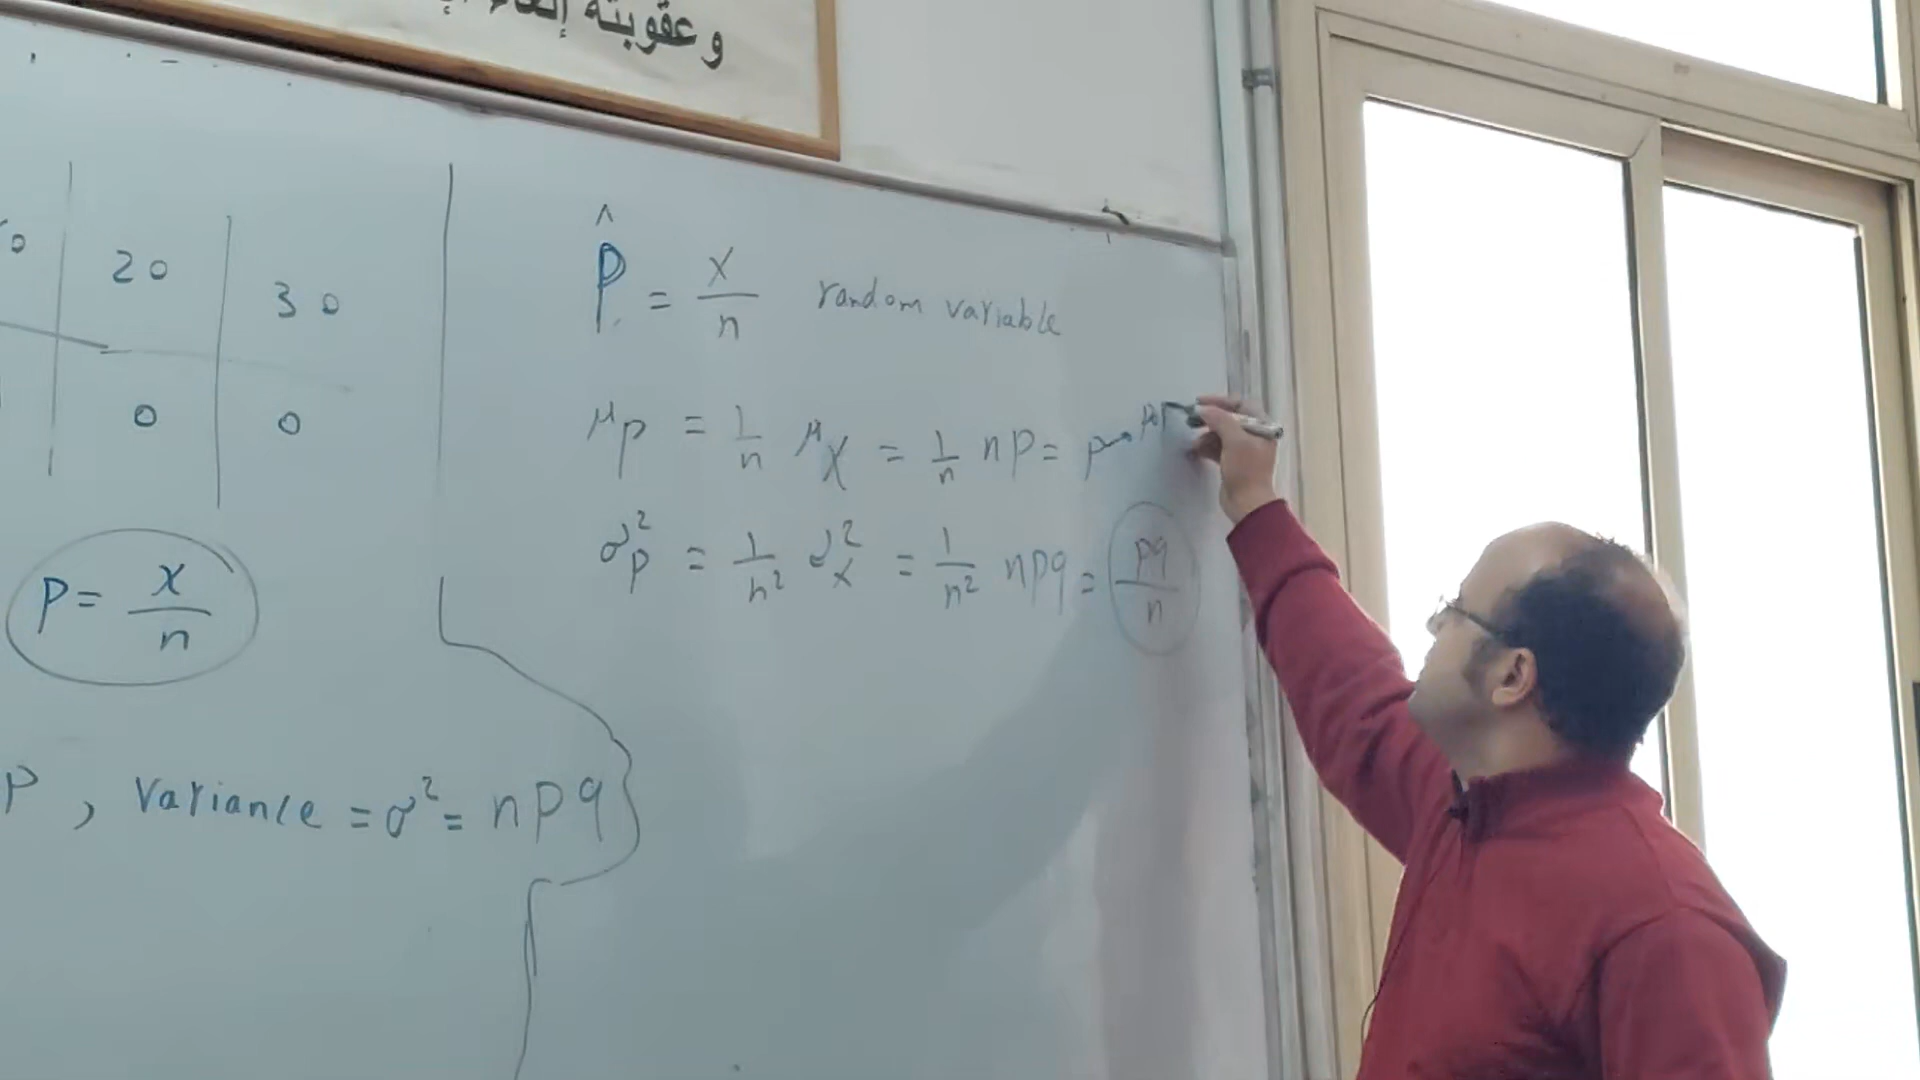 وعقوبته إلغاء
20 30
0 0
P = x/n
P , Variance = σ² = npq
P̂ = x/n random variable
μp = 1/n μx = 1/n np = p →
σ²p = 1/n² σ²x = 1/n² npq = pq/n